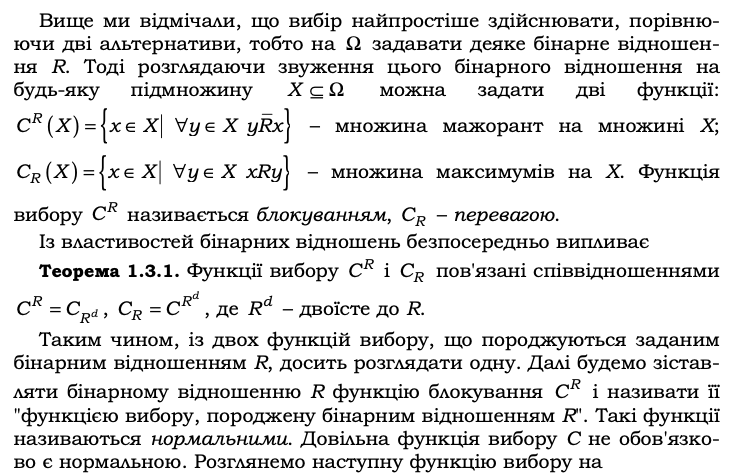 Вище ми відмічали, що вибір найпростіше здійснювати, порівню-
ючи дві альтернативи, тобто на Ω задавати деяке бінарне відношен-
ня R. Тоді розглядаючи звуження цього бінарного відношення на
будь-яку підмножину X ⊆ Ω можна задати дві функції:
C^R(X) = {x ∈ X| ∀y ∈ X yR̅x} – множина мажорант на множині X;
C_R(X) = {x ∈ X| ∀y ∈ X xRy} – множина максимумів на X. Функція
вибору C^R називається блокуванням, C_R – перевагою.
Із властивостей бінарних відношень безпосередньо випливає
Теорема 1.3.1. Функції вибору C^R і C_R пов'язані співвідношеннями
C^R = C_{R^d}, C_R = C^{R^d}, де R^d – двоїсте до R.
Таким чином, із двох функцій вибору, що породжуються заданим
бінарним відношенням R, досить розглядати одну. Далі будемо зістав-
ляти бінарному відношенню R функцію блокування C^R і називати її
"функцією вибору, породжену бінарним відношенням R". Такі функції
називаються нормальними. Довільна функція вибору C не обов'язко-
во є нормальною. Розглянемо наступну функцію вибору на